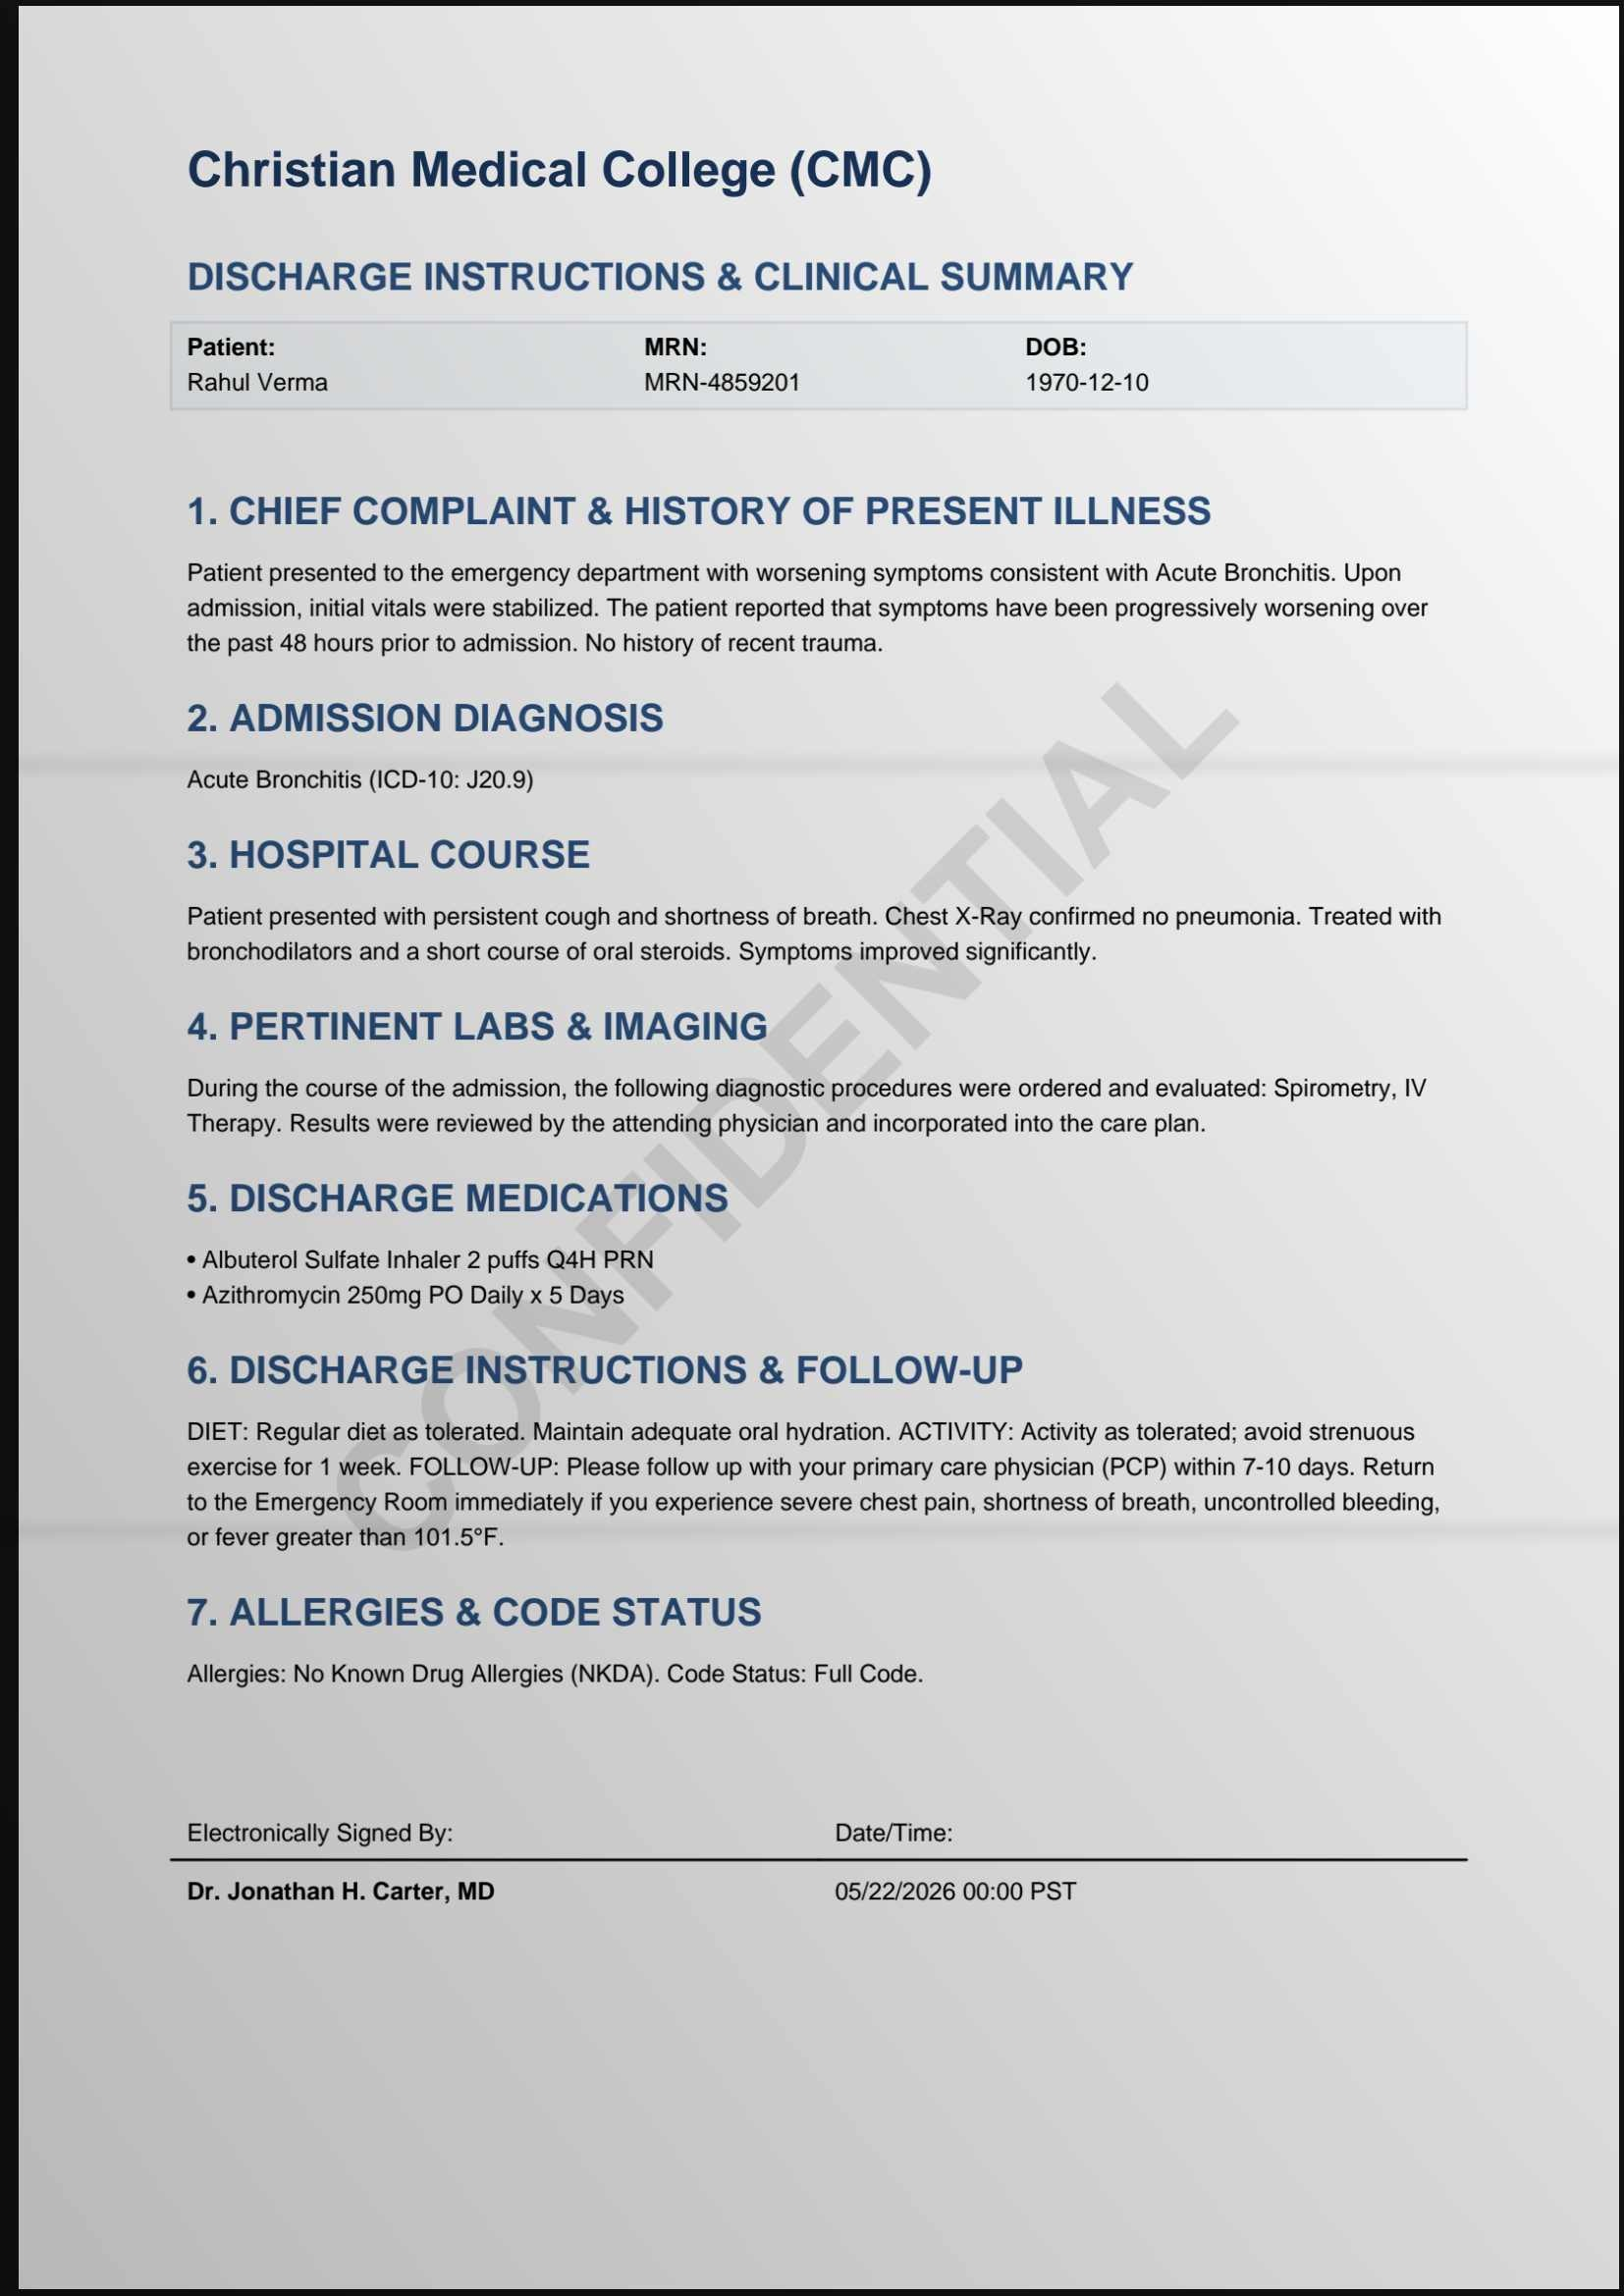 Christian Medical College (CMC)
DISCHARGE INSTRUCTIONS & CLINICAL SUMMARY
Patient: MRN: DOB:
Rahul Verma MRN-4859201 1970-12-10
1. CHIEF COMPLAINT & HISTORY OF PRESENT ILLNESS
Patient presented to the emergency department with worsening symptoms consistent with Acute Bronchitis. Upon
admission, initial vitals were stabilized. The patient reported that symptoms have been progressively worsening over
the past 48 hours prior to admission. No history of recent trauma.
2. ADMISSION DIAGNOSIS
Acute Bronchitis (ICD-10: J20.9)
3. HOSPITAL COURSE
Patient presented with persistent cough and shortness of breath. Chest X-Ray confirmed no pneumonia. Treated with
bronchodilators and a short course of oral steroids. Symptoms improved significantly.
4. PERTINENT LABS & IMAGING
During the course of the admission, the following diagnostic procedures were ordered and evaluated: Spirometry, IV
Therapy. Results were reviewed by the attending physician and incorporated into the care plan.
5. DISCHARGE MEDICATIONS
• Albuterol Sulfate Inhaler 2 puffs Q4H PRN
• Azithromycin 250mg PO Daily x 5 Days
6. DISCHARGE INSTRUCTIONS & FOLLOW-UP
DIET: Regular diet as tolerated. Maintain adequate oral hydration. ACTIVITY: Activity as tolerated; avoid strenuous
exercise for 1 week. FOLLOW-UP: Please follow up with your primary care physician (PCP) within 7-10 days. Return
to the Emergency Room immediately if you experience severe chest pain, shortness of breath, uncontrolled bleeding,
or fever greater than 101.5°F.
7. ALLERGIES & CODE STATUS
Allergies: No Known Drug Allergies (NKDA). Code Status: Full Code.
Electronically Signed By: Date/Time:
Dr. Jonathan H. Carter, MD 05/22/2026 00:00 PST
CONFIDENTIAL